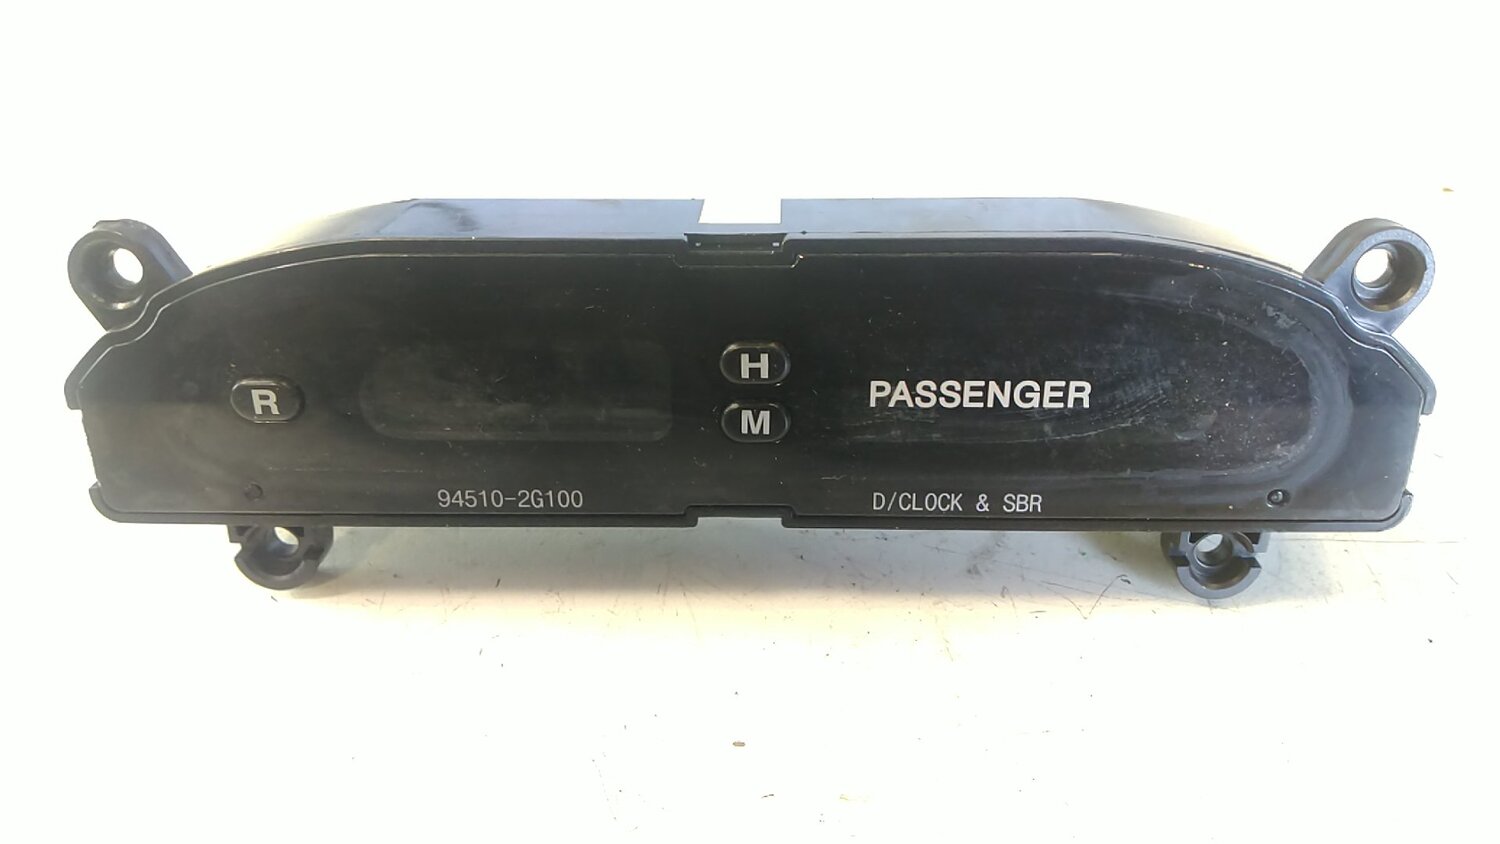 R
H
M
PASSENGER
94510-2G100
D/CLOCK & SBR